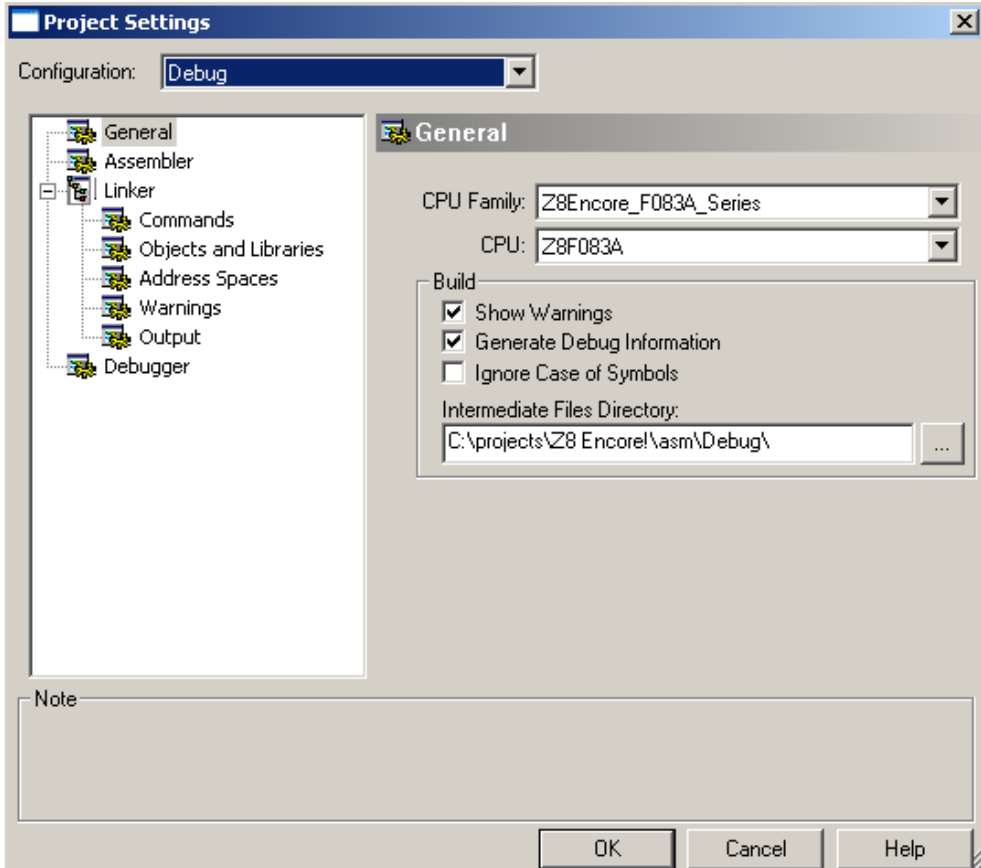 Project Settings
Configuration: Debug
General
Assembler
Linker
Commands
Objects and Libraries
Address Spaces
Warnings
Output
Debugger
General
CPU Family: Z8Encore_F083A_Series
CPU: Z8F083A
Build
Show Warnings
Generate Debug Information
Ignore Case of Symbols
Intermediate Files Directory:
C:\projects\Z8 Encore!\asm\Debug\
...
Note
OK Cancel Help